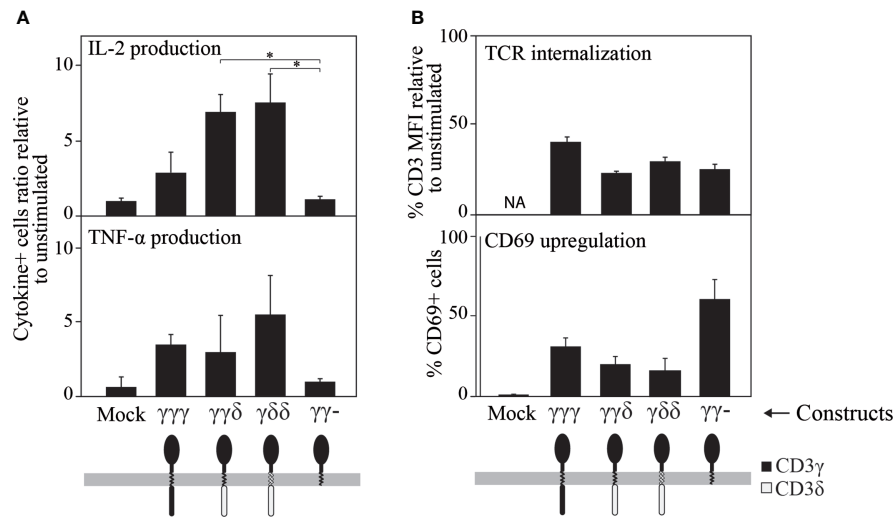 A
IL-2 production
*
*
10
5
0
TNF-α production
10
5
0
Cytokine+ cells ratio relative
to unstimulated
Mock γγγ γγδ γδδ γγ-
B
TCR internalization
100
50
0
NA
% CD3 MFI relative
to unstimulated
CD69 upregulation
100
50
0
% CD69+ cells
Mock γγγ γγδ γδδ γγ-
← Constructs
CD3γ
CD3δ